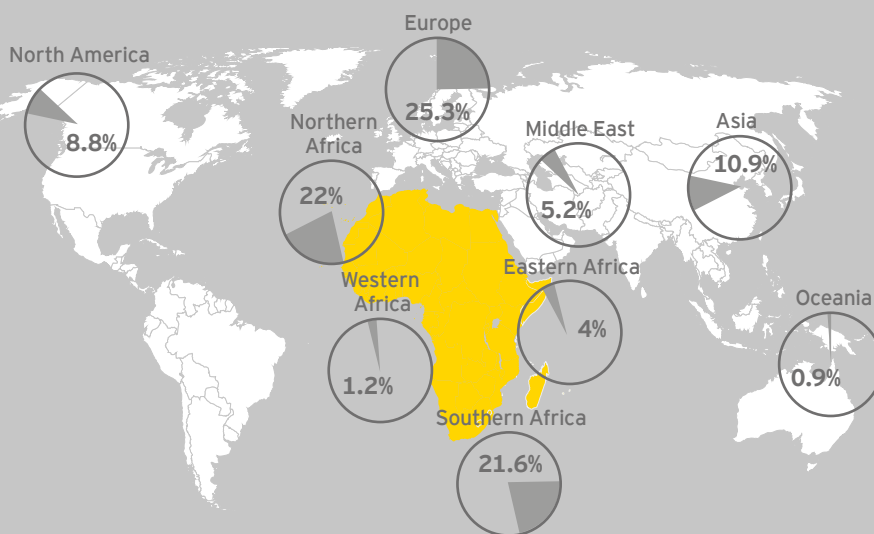 Europe
25.3%
North America
8.8%
Northern
Africa
22%
Middle East
5.2%
Asia
10.9%
Eastern Africa
4%
Western
Africa
1.2%
Oceania
0.9%
Southern Africa
21.6%